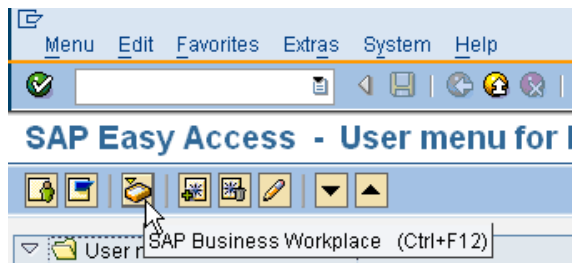 Menu Edit Favorites Extras System Help
SAP Easy Access - User menu for
SAP Business Workplace (Ctrl+F12)
User